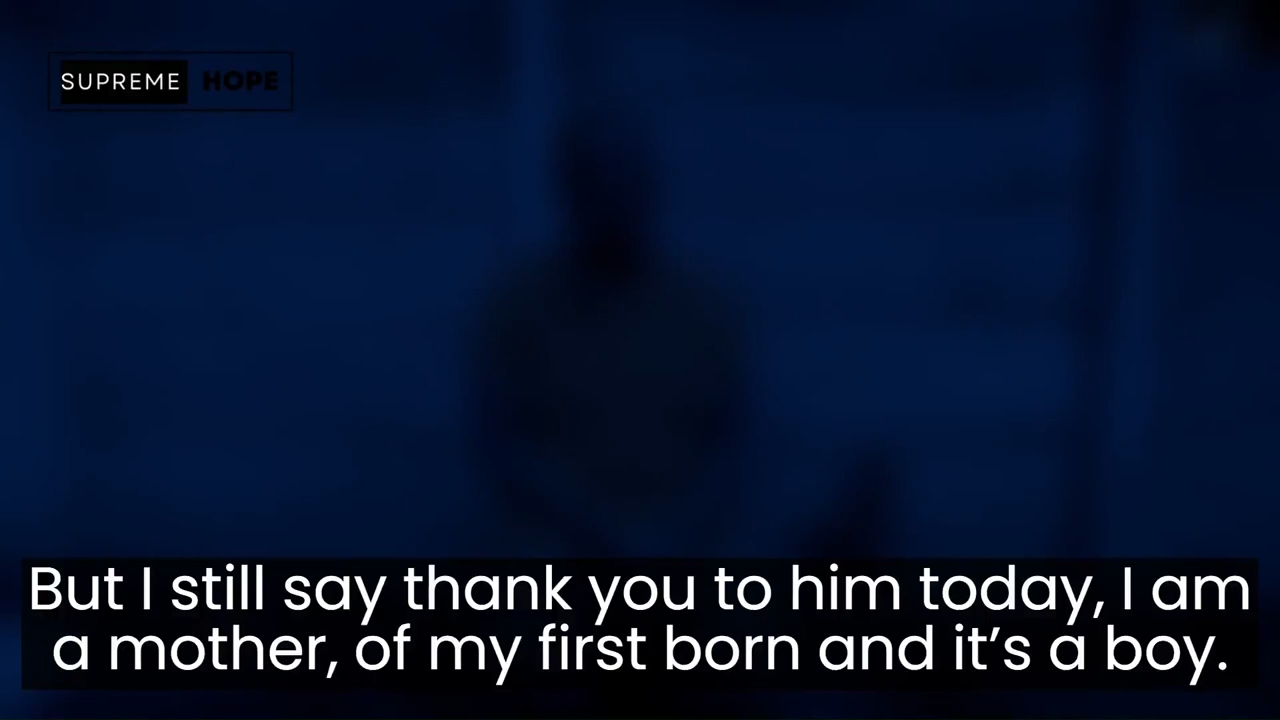 SUPREME HOPE
But I still say thank you to him today, I am
a mother, of my first born and it’s a boy.